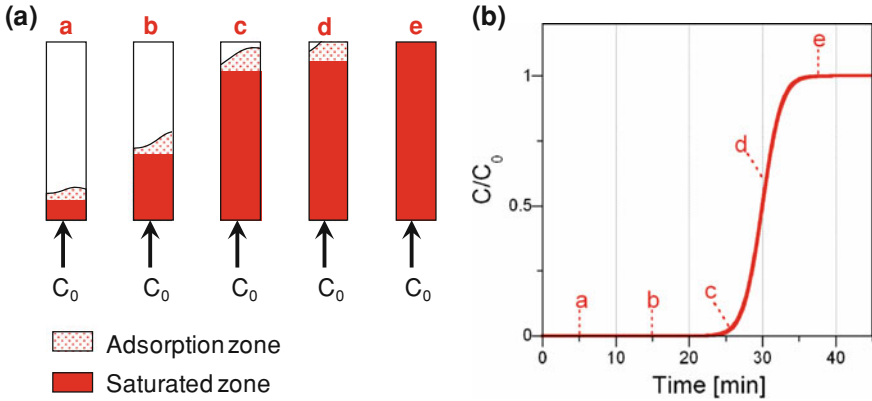 (a)
a b c d e
C0 C0 C0 C0 C0
Adsorption zone
Saturated zone
(b)
C/C0
1
0.5
0
a b c d e
0 10 20 30 40
Time [min]